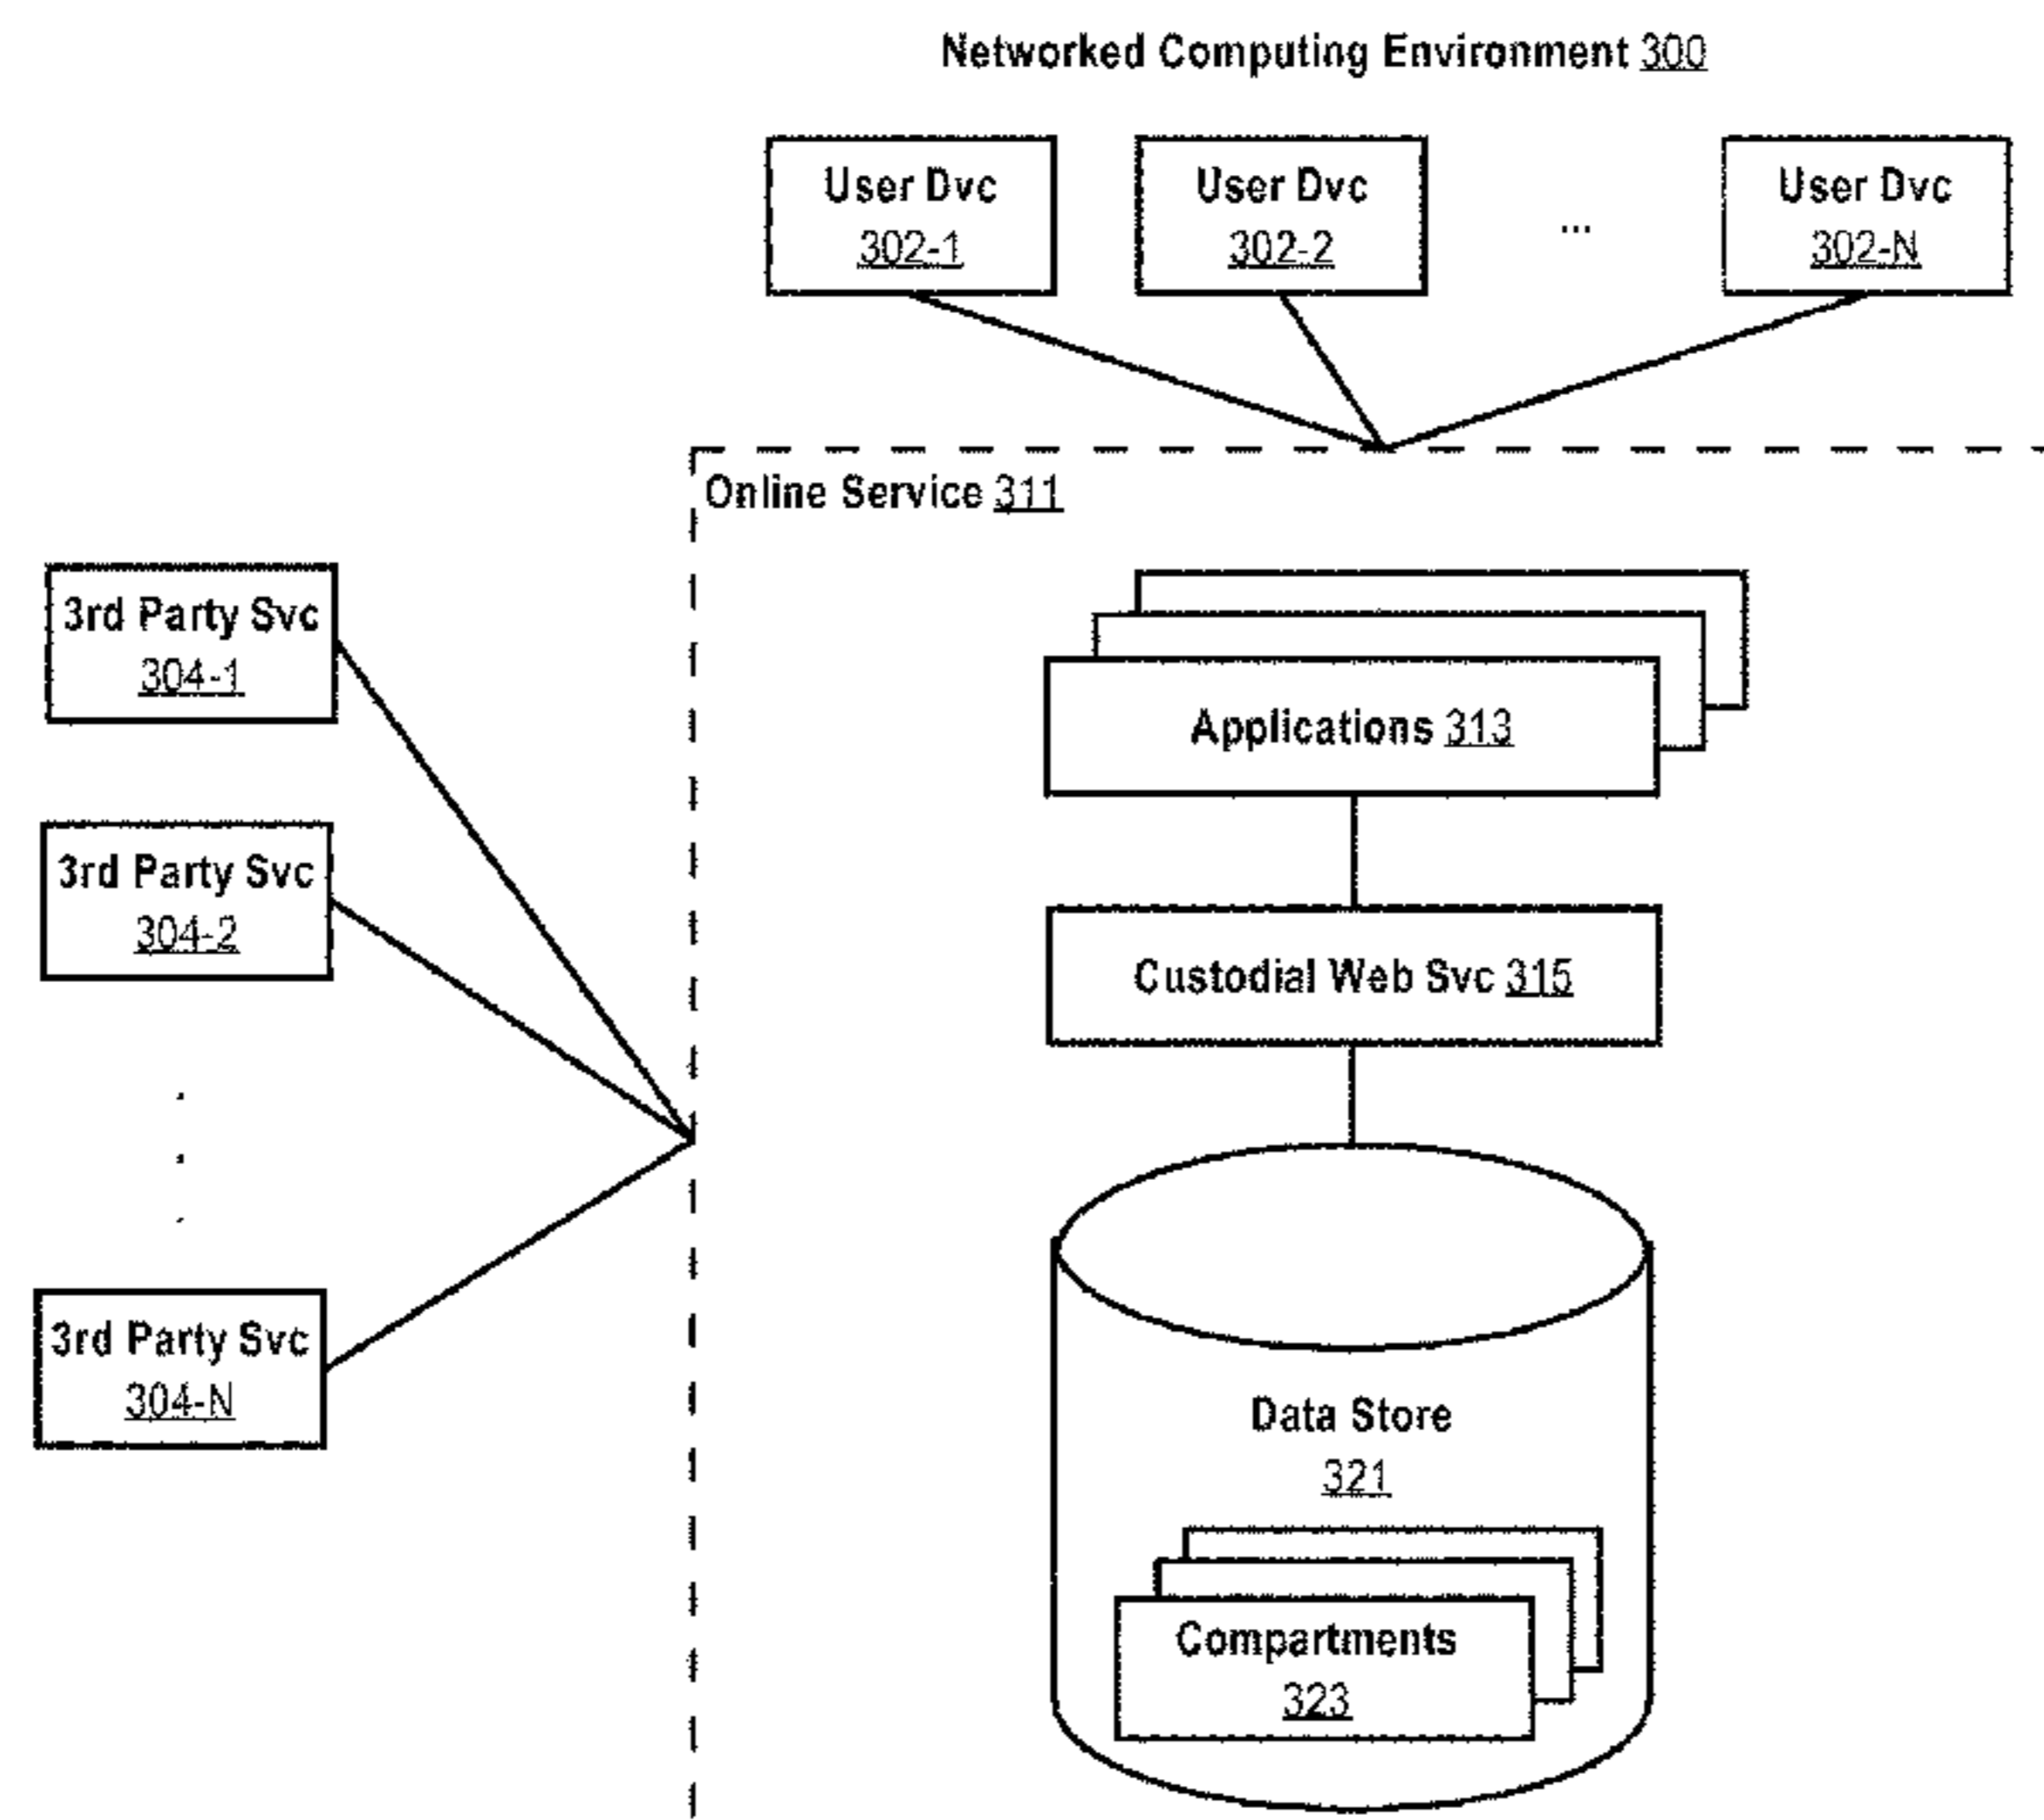 Networked Computing Environment 300
User Dvc
302-1
User Dvc
302-2
...
User Dvc
302-N
Online Service 311
3rd Party Svc
304-1
3rd Party Svc
304-2
3rd Party Svc
304-N
Applications 313
Custodial Web Svc 315
Data Store
321
Compartments
323